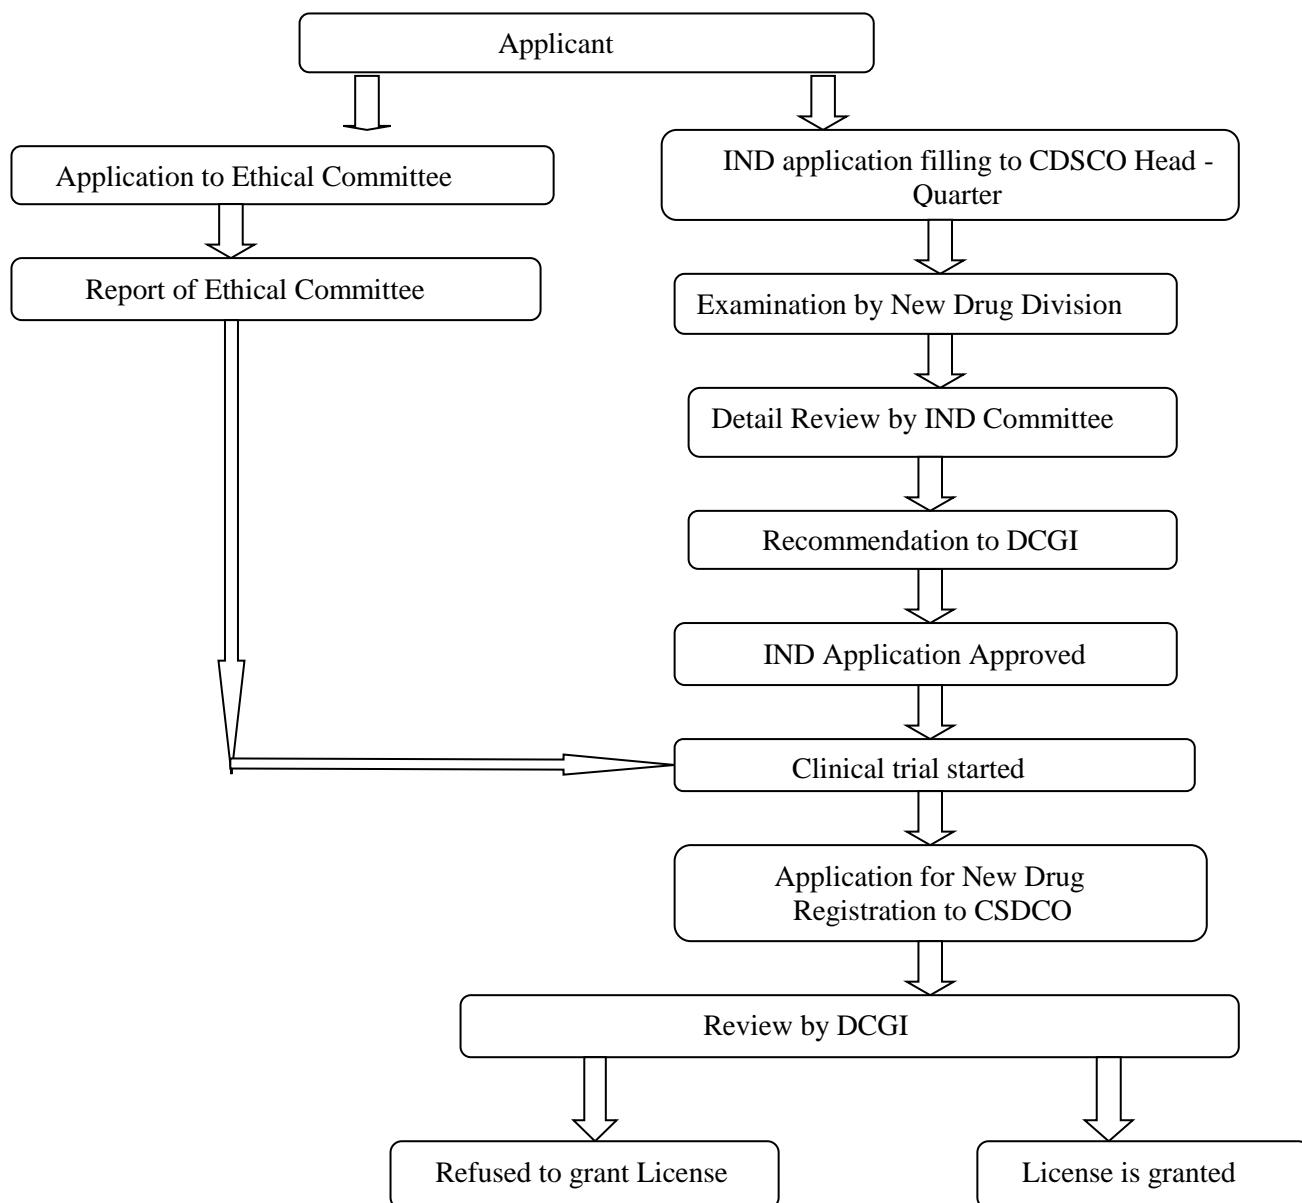 Applicant
Application to Ethical Committee
Report of Ethical Committee
IND application filling to CDSCO Head -
Quarter
Examination by New Drug Division
Detail Review by IND Committee
Recommendation to DCGI
IND Application Approved
Clinical trial started
Application for New Drug
Registration to CSDCO
Review by DCGI
Refused to grant License
License is granted